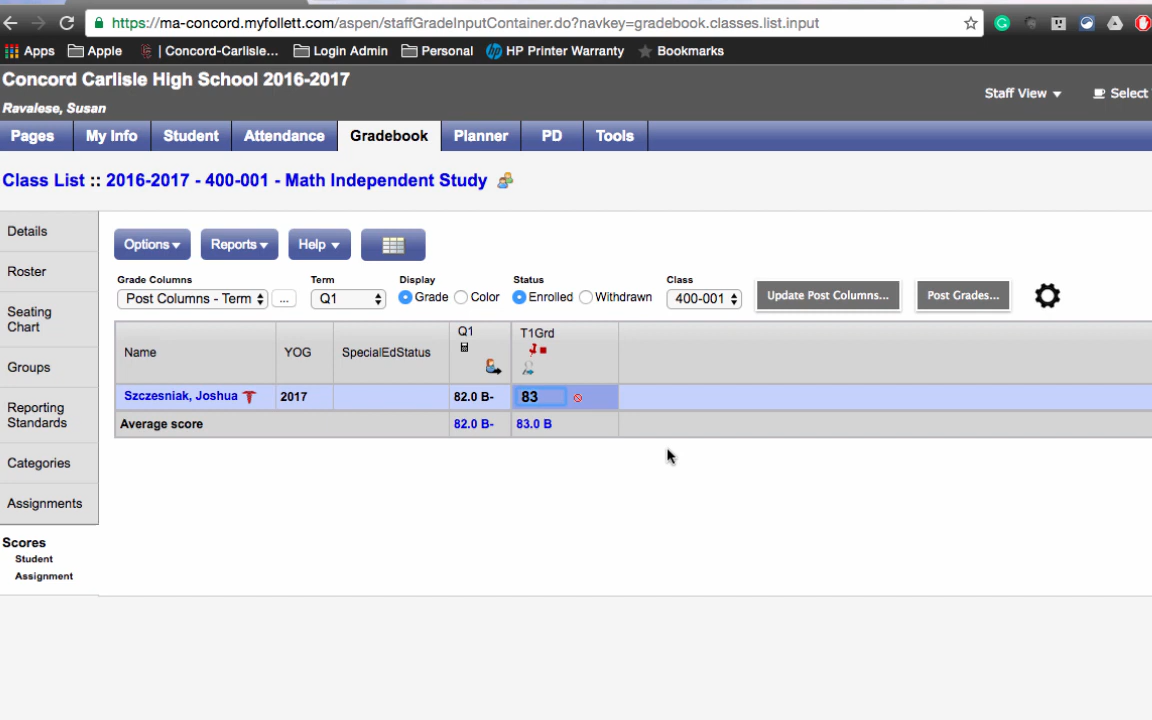 https://ma-concord.myfollett.com/aspen/staffGradeInputContainer.do?navkey=gradebook.classes.list.input
Apps Apple | Concord-Carlisle... Login Admin Personal HP Printer Warranty Bookmarks
Concord Carlisle High School 2016-2017
Ravalese, Susan
Staff View Select
Pages My Info Student Attendance Gradebook Planner PD Tools
Class List :: 2016-2017 - 400-001 - Math Independent Study
Details
Roster
Seating
Chart
Groups
Reporting
Standards
Categories
Assignments
Scores
Student
Assignment
Options Reports Help
Grade Columns Term Display Status Class
Post Columns - Term ... Q1 Grade Color Enrolled Withdrawn 400-001 Update Post Columns... Post Grades...
Name YOG SpecialEdStatus Q1 T1Grd
Szczesniak, Joshua 2017 82.0 B- 83
Average score 82.0 B- 83.0 B